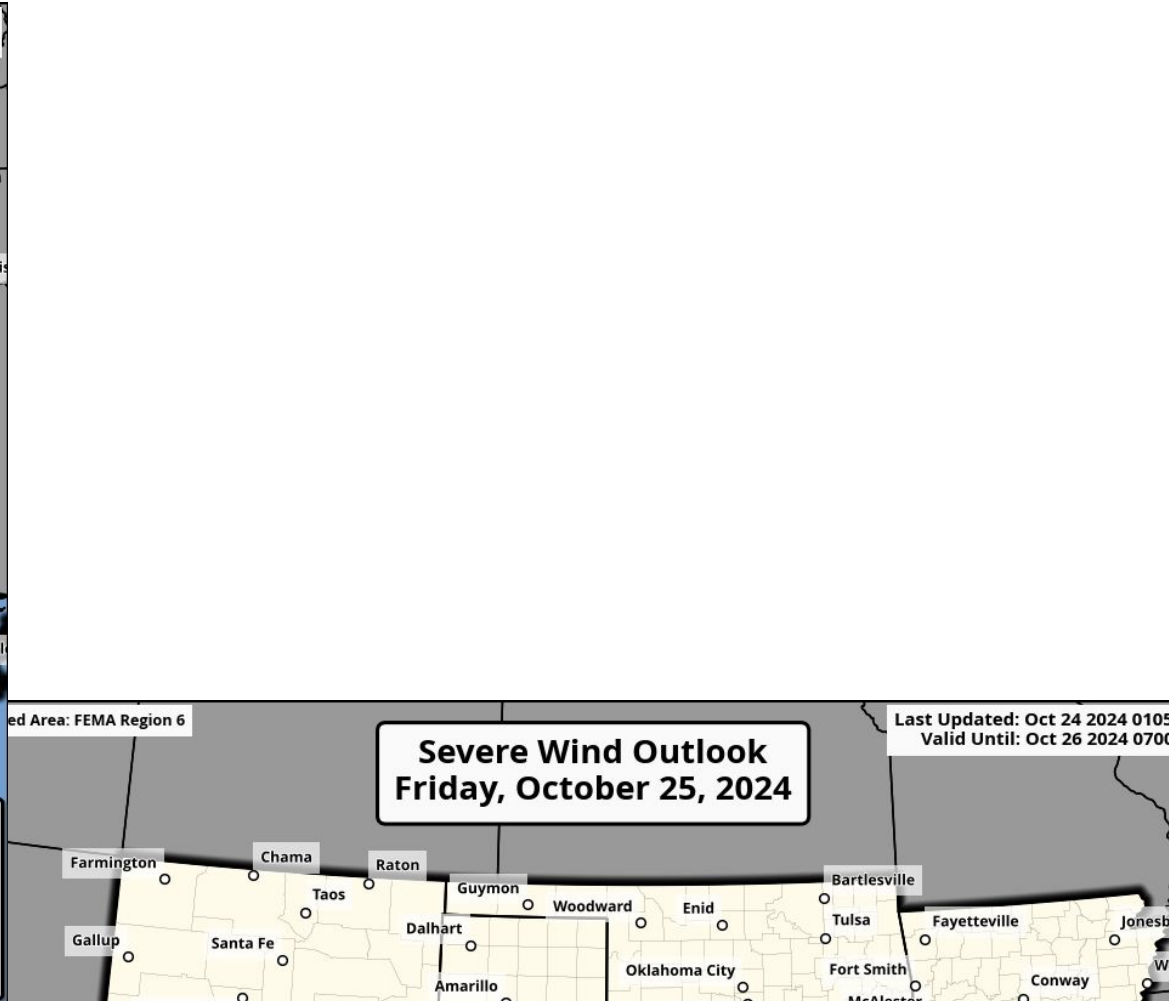 ed Area: FEMA Region 6
Last Updated: Oct 24 2024 0105
Valid Until: Oct 26 2024 0700
Severe Wind Outlook
Friday, October 25, 2024
Farmington
Chama
Raton
Taos
Guymon
Woodward
Enid
Bartlesville
Tulsa
Fayetteville
Jonesb
Gallup
Santa Fe
Dalhart
Oklahoma City
Fort Smith
Amarillo
Conway
McAlester
W